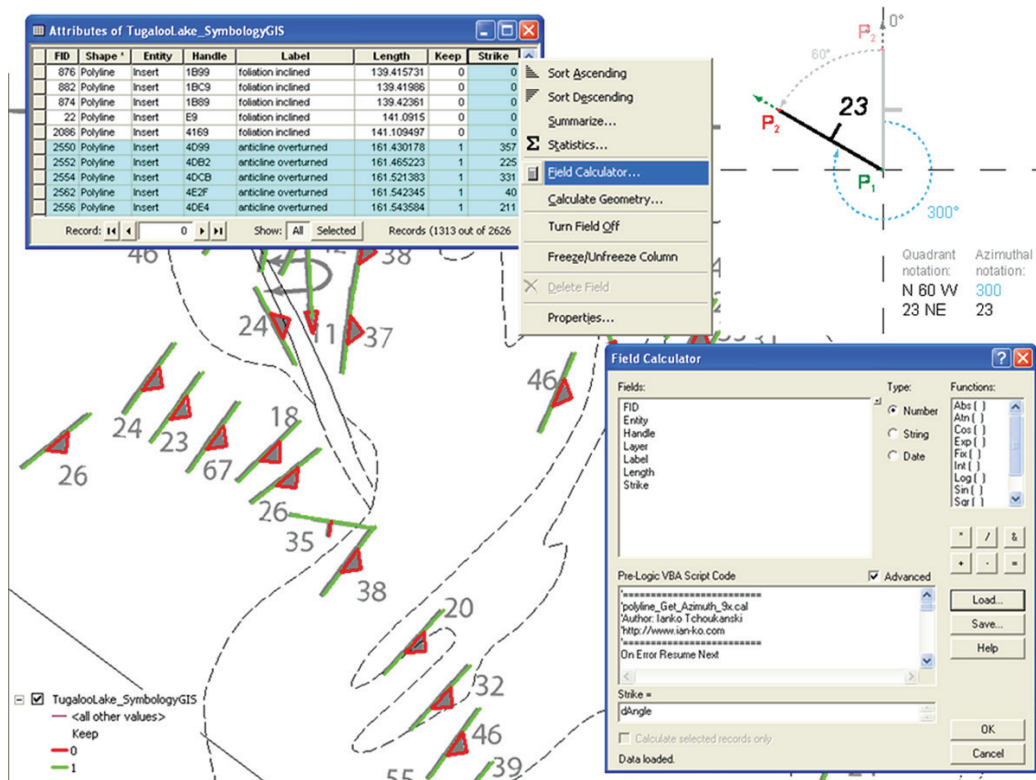 Attributes of TugalooLake_SymbologyGIS
FID Shape * Entity Handle Label Length Keep Strike
876 Polyline Insert 1B99 foliation inclined 139.415731 0 0
882 Polyline Insert 1BC9 foliation inclined 139.41986 0 0
874 Polyline Insert 1B89 foliation inclined 139.42361 0 0
22 Polyline Insert E9 foliation inclined 141.0915 0 0
2086 Polyline Insert 4169 foliation inclined 141.109497 0 0
2550 Polyline Insert 4D99 anticline overturned 161.430178 1 357
2552 Polyline Insert 4DB2 anticline overturned 161.465223 1 225
2554 Polyline Insert 4DCB anticline overturned 161.521383 1 331
2562 Polyline Insert 4E2F anticline overturned 161.542345 1 40
2556 Polyline Insert 4DE4 anticline overturned 161.543584 1 211
Record: 0 Show: All Selected Records (1313 out of 2626
Sort Ascending
Sort Descending
Summarize...
Σ Statistics...
Field Calculator...
Calculate Geometry...
Turn Field Off
Freeze/Unfreeze Column
Delete Field
Properties...
0°
P2
60°
23
P2
P1
300°
Quadrant notation:
N 60 W
23 NE
Azimuthal notation:
300
23
46
38
24
11
37
46
24
23
18
67
26
26
35
38
20
32
46
55
39
TugalooLake_SymbologyGIS
<all other values>
Keep
0
1
Field Calculator
Fields:
FID
Entity
Handle
Layer
Label
Length
Strike
Type:
Number
String
Date
Functions:
Abs ( )
Atn ( )
Cos ( )
Exp ( )
Fix ( )
Int ( )
Log ( )
Sin ( )
Sqr ( )
* / &
+ - =
Pre-Logic VBA Script Code
Advanced
'==========================
'polyline_Get_Azimuth_9x.cal
'Author: Ianko Tchoukanski
'http://www.ian-ko.com
'==========================
On Error Resume Next
Load...
Save...
Help
Strike =
dAngle
Calculate selected records only
Data loaded.
OK
Cancel